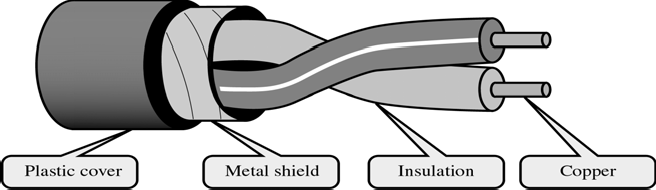 Plastic cover
Metal shield
Insulation
Copper